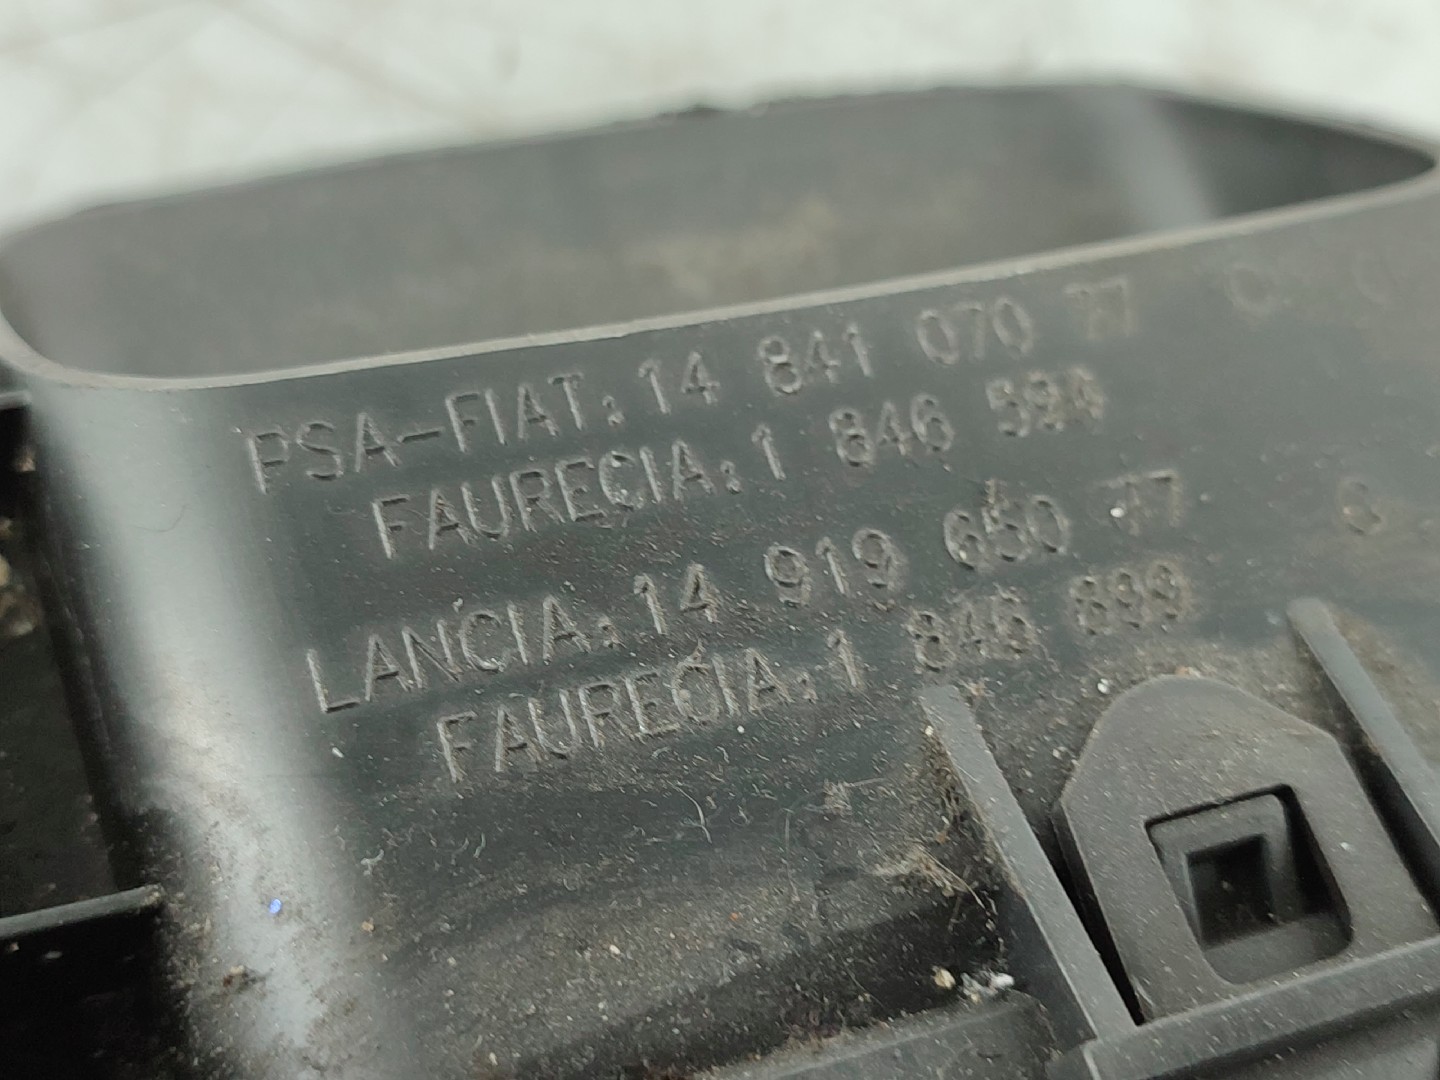 PSA-FIAT: 14 841 070 77 C
FAURECIA: 1 846 594
LANCIA: 14 919 650 77
FAURECIA: 1 846 899